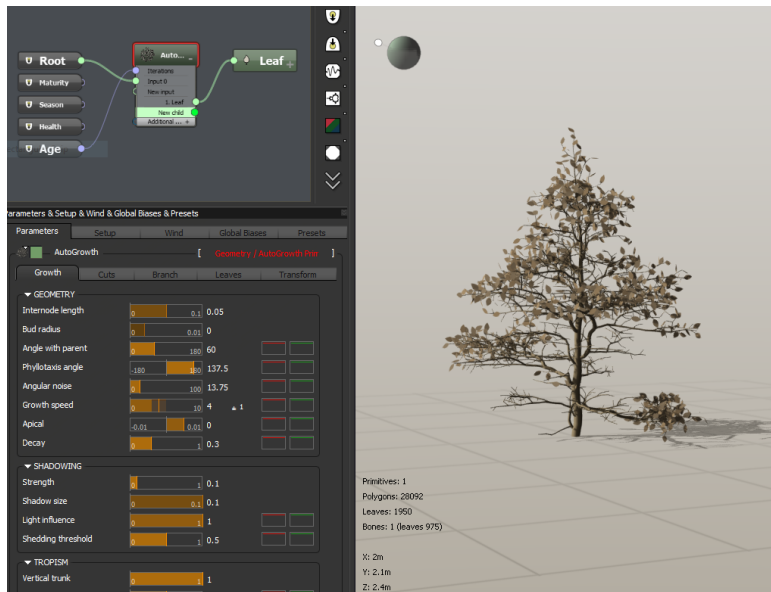 Root
Maturity
Season
Health
Age
Auto...
Iterations
Input 0
New input
1. Leaf
New child
Additional ... +
Leaf
Parameters & Setup & Wind & Global Biases & Presets
Parameters Setup Wind Global Biases Presets
AutoGrowth [ Geometry / AutoGrowth Prim ]
Growth Cuts Branch Leaves Transform
GEOMETRY
Internode length 0 0.1 0.05
Bud radius 0 0.01 0
Angle with parent 0 180 60
Phyllotaxis angle -180 180 137.5
Angular noise 0 100 13.75
Growth speed 0 10 4 1
Apical -0.01 0.01 0
Decay 0 1 0.3
SHADOWING
Strength 0 1 0.1
Shadow size 0 0.1 0.1
Light influence 0 1 1
Shedding threshold 0 1 0.5
TROPISM
Vertical trunk 0 1 1
Primitives: 1
Polygons: 28092
Leaves: 1950
Bones: 1 (leaves 975)
X: 2m
Y: 2.1m
Z: 2.4m